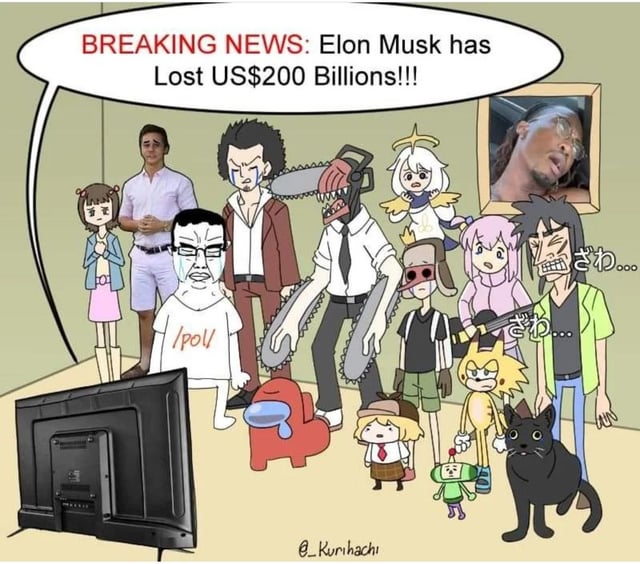 BREAKING NEWS: Elon Musk has
Lost US$200 Billions!!!
ざわ...
ざわ...
/pol/
@_Kurihachi